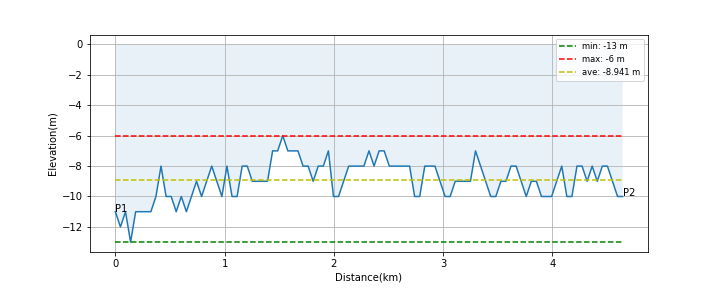 min: -13 m
max: -6 m
ave: -8.941 m
0
−2
−4
−6
−8
−10
−12
Elevation(m)
P1
P2
0 1 2 3 4
Distance(km)